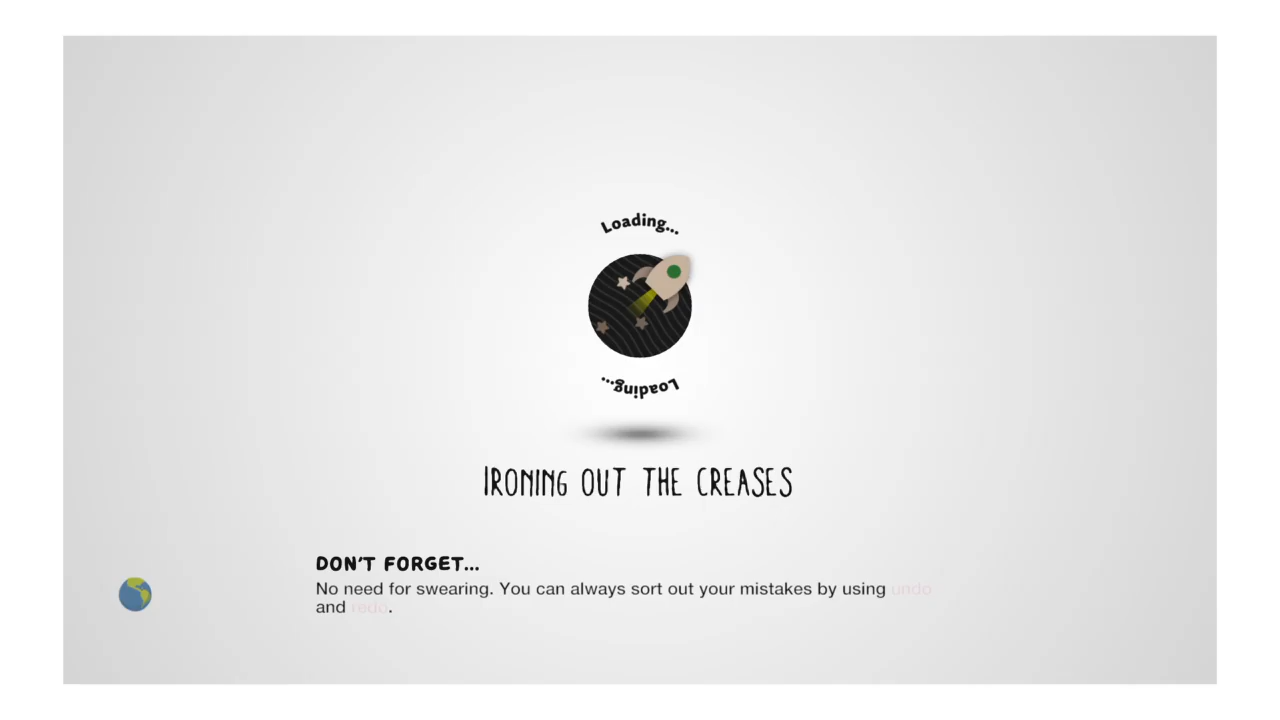 Loading...
Loading...
IRONING OUT THE CREASES
DON'T FORGET...
No need for swearing. You can always sort out your mistakes by using undo
and redo.